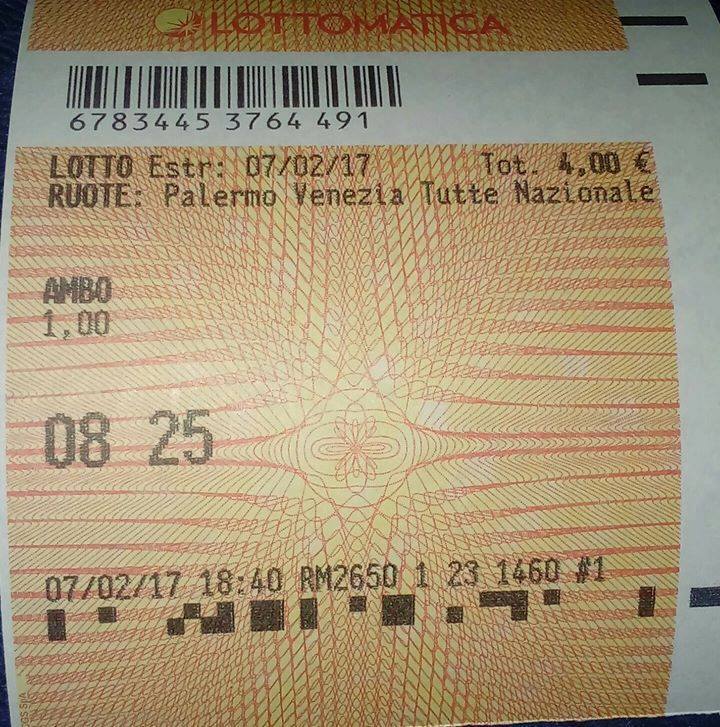 LOTTOMATICA
6783445 3764 491
LOTTO Estr: 07/02/17 Tot. 4,00 €
RUOTE: Palermo Venezia Tutte Nazionale
AMBO
1,00
08 25
07/02/17 18:40 RM2650 1 23 1460 #1